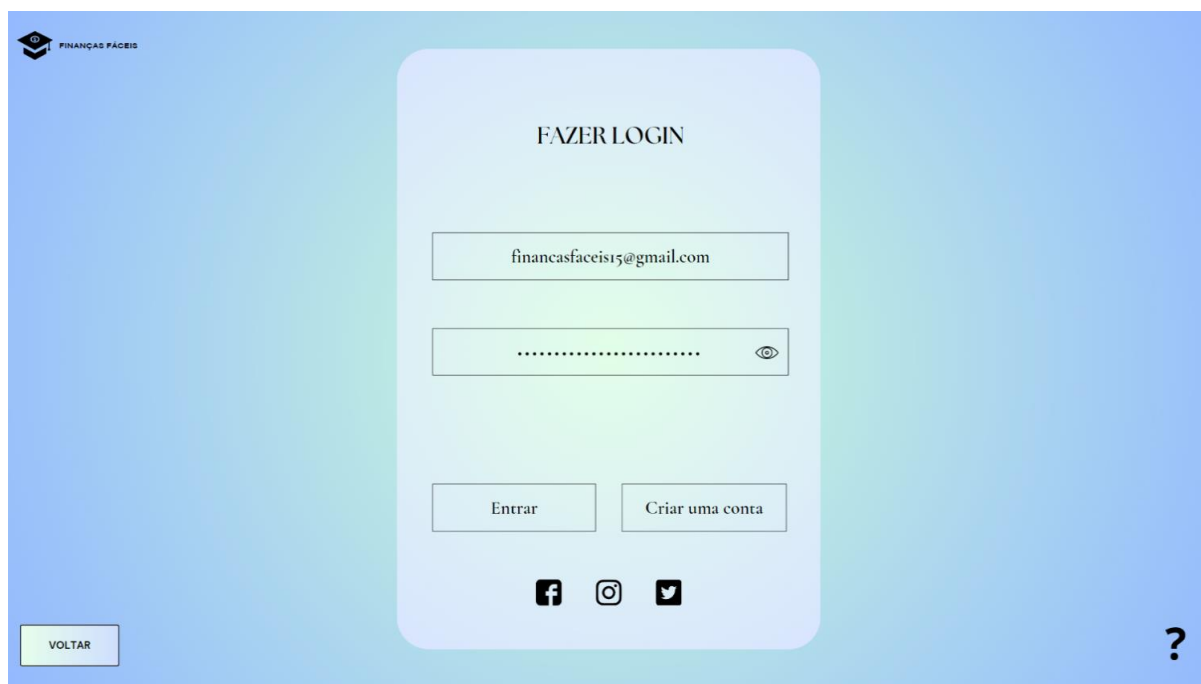 FINANÇAS FÁCEIS
FAZER LOGIN
financasfaceis15@gmail.com
•••••••••••••••••••••••••
Entrar
Criar uma conta
VOLTAR
?